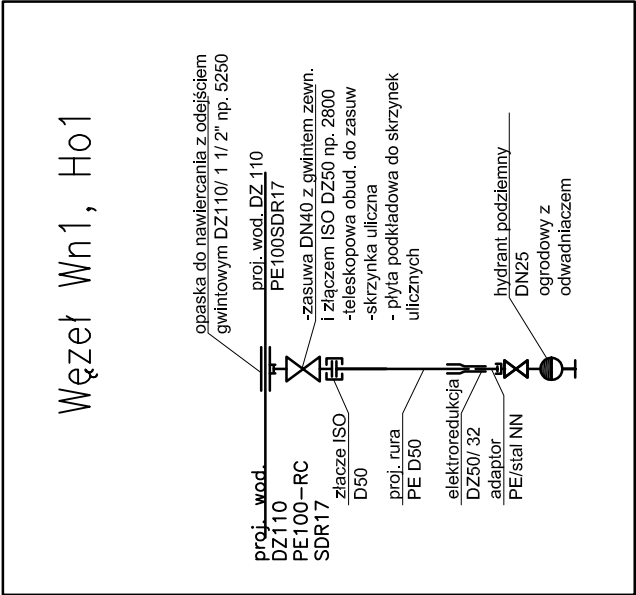 Węzeł Wn1, Ho1
opaska do nawiercania z odejściem
gwintowym DZ110/ 1 1/ 2" np. 5250
proj. wod. DZ 110
PE100SDR17
-zasuwa DN40 z gwintem zewn.
i złączem ISO DZ50 np. 2800
-teleskopowa obud. do zasuw
-skrzynka uliczna
- płyta podkładowa do skrzynek
ulicznych
hydrant podziemny
DN25
ogrodowy z
odwadniaczem
proj. wod.
DZ110
PE100-RC
SDR17
złacze ISO
D50
proj. rura
PE D50
elektroredukcja
DZ50/ 32
adaptor
PE/stal NN